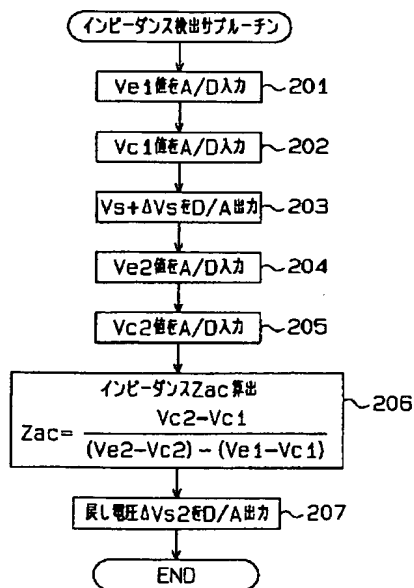 インピーダンス検出サブルーチン
Ve1値をA/D入力 201
Vc1値をA/D入力 202
Vs+ΔVsをD/A出力 203
Ve2値をA/D入力 204
Vc2値をA/D入力 205
インピーダンスZac算出 206
Zac= Vc2-Vc1
(Ve2-Vc2)-(Ve1-Vc1)
戻し電圧ΔVs2をD/A出力 207
END